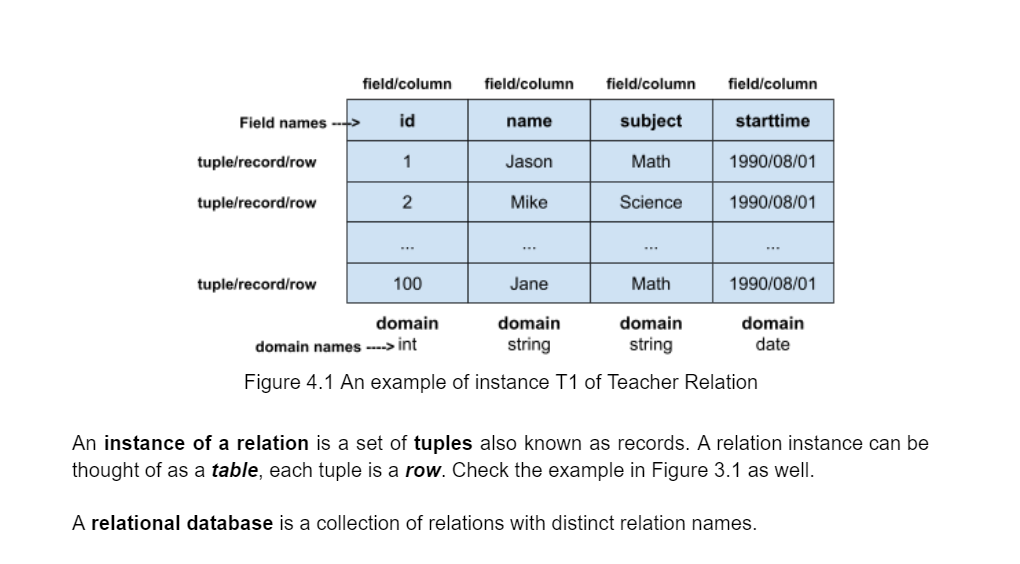 field/column field/column field/column field/column
Field names ----> id name subject starttime
tuple/record/row 1 Jason Math 1990/08/01
tuple/record/row 2 Mike Science 1990/08/01
... ... ... ...
tuple/record/row 100 Jane Math 1990/08/01
domain domain domain domain
domain names ----> int string string date
Figure 4.1 An example of instance T1 of Teacher Relation
An instance of a relation is a set of tuples also known as records. A relation instance can be
thought of as a table, each tuple is a row. Check the example in Figure 3.1 as well.
A relational database is a collection of relations with distinct relation names.